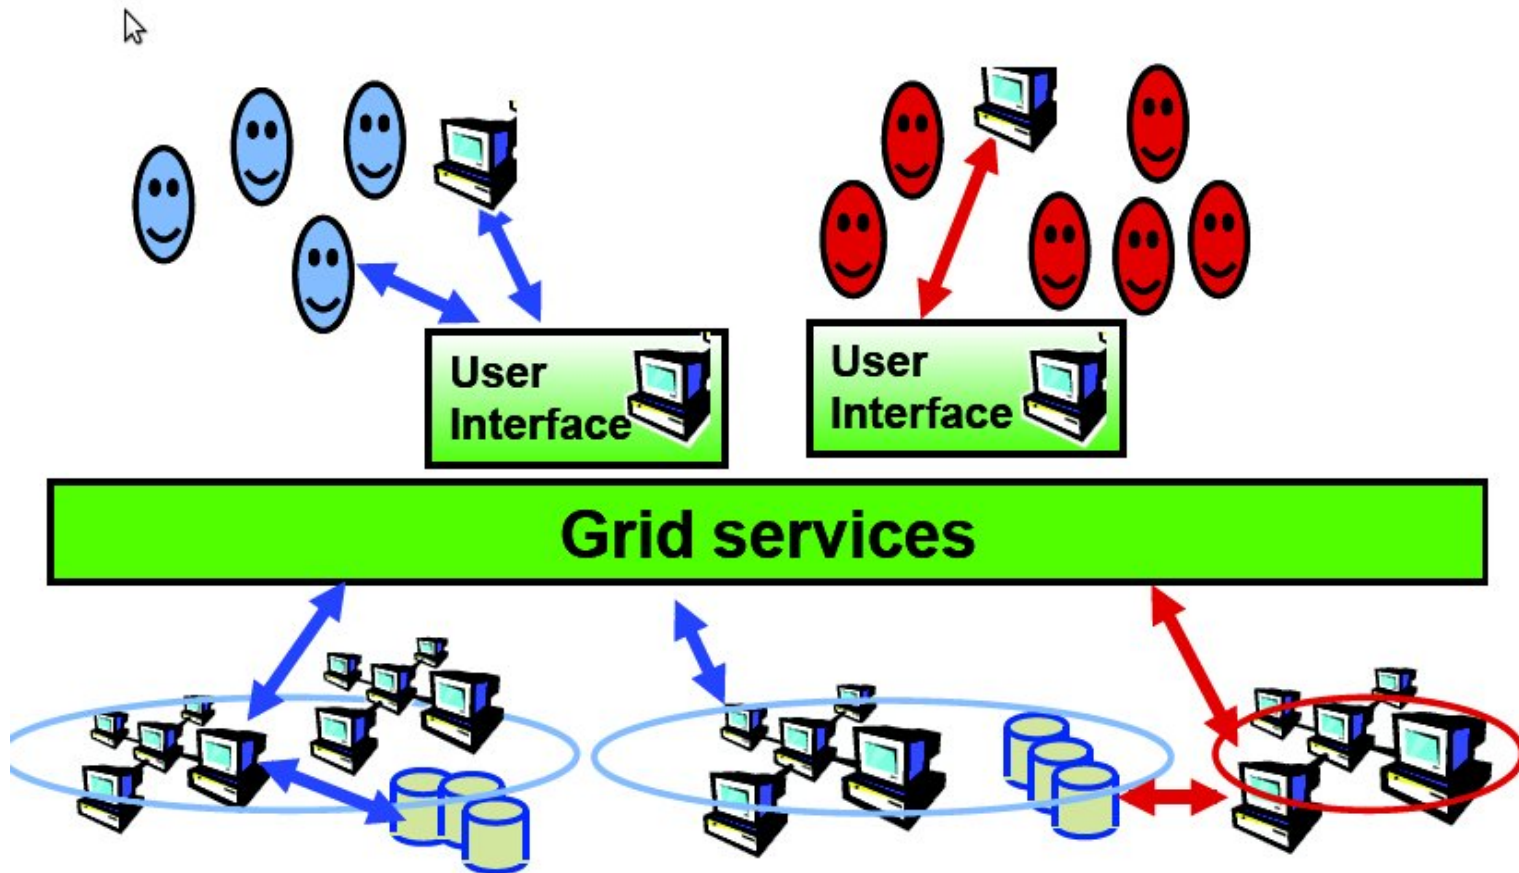 User
Interface
User
Interface
Grid services